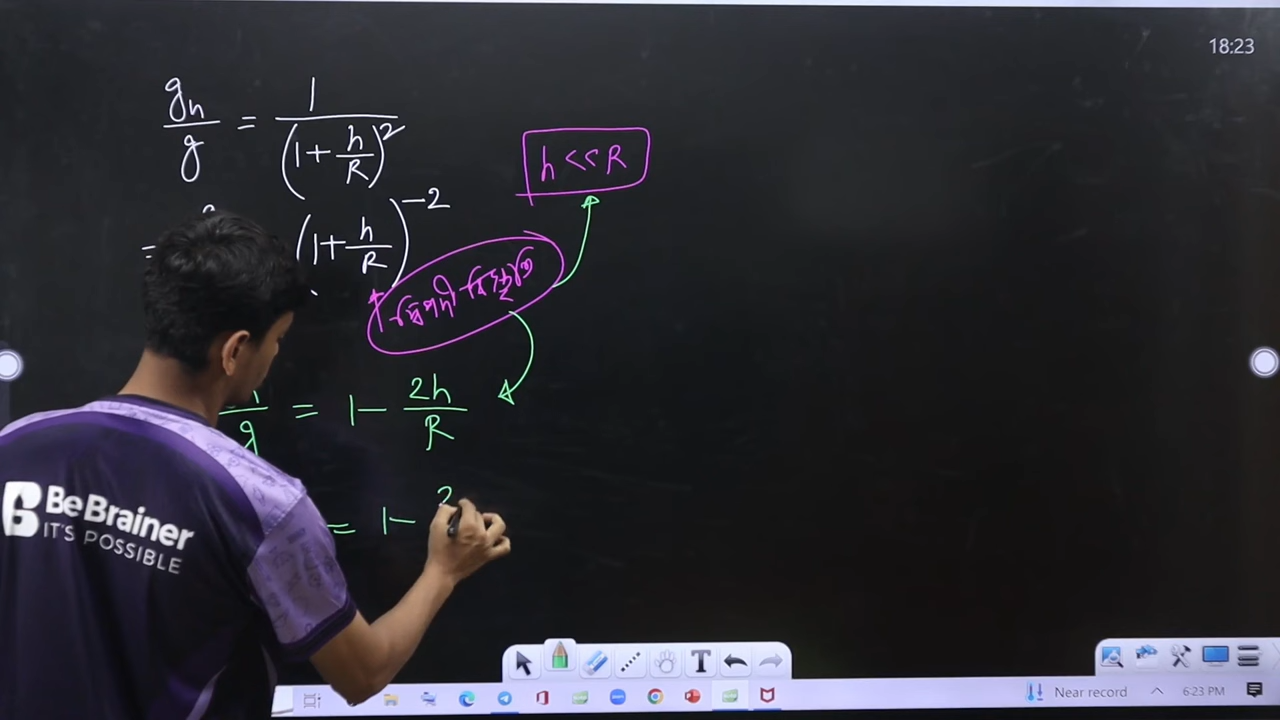 18:23
gₕ/g = 1/(1+h/R)²
h << R
= (1+h/R)⁻²
দ্বিপদী বিস্তৃতি
g = 1 − 2h/R
= 1 − 2
Be Brainer
IT'S POSSIBLE
T
Near record
6:23 PM